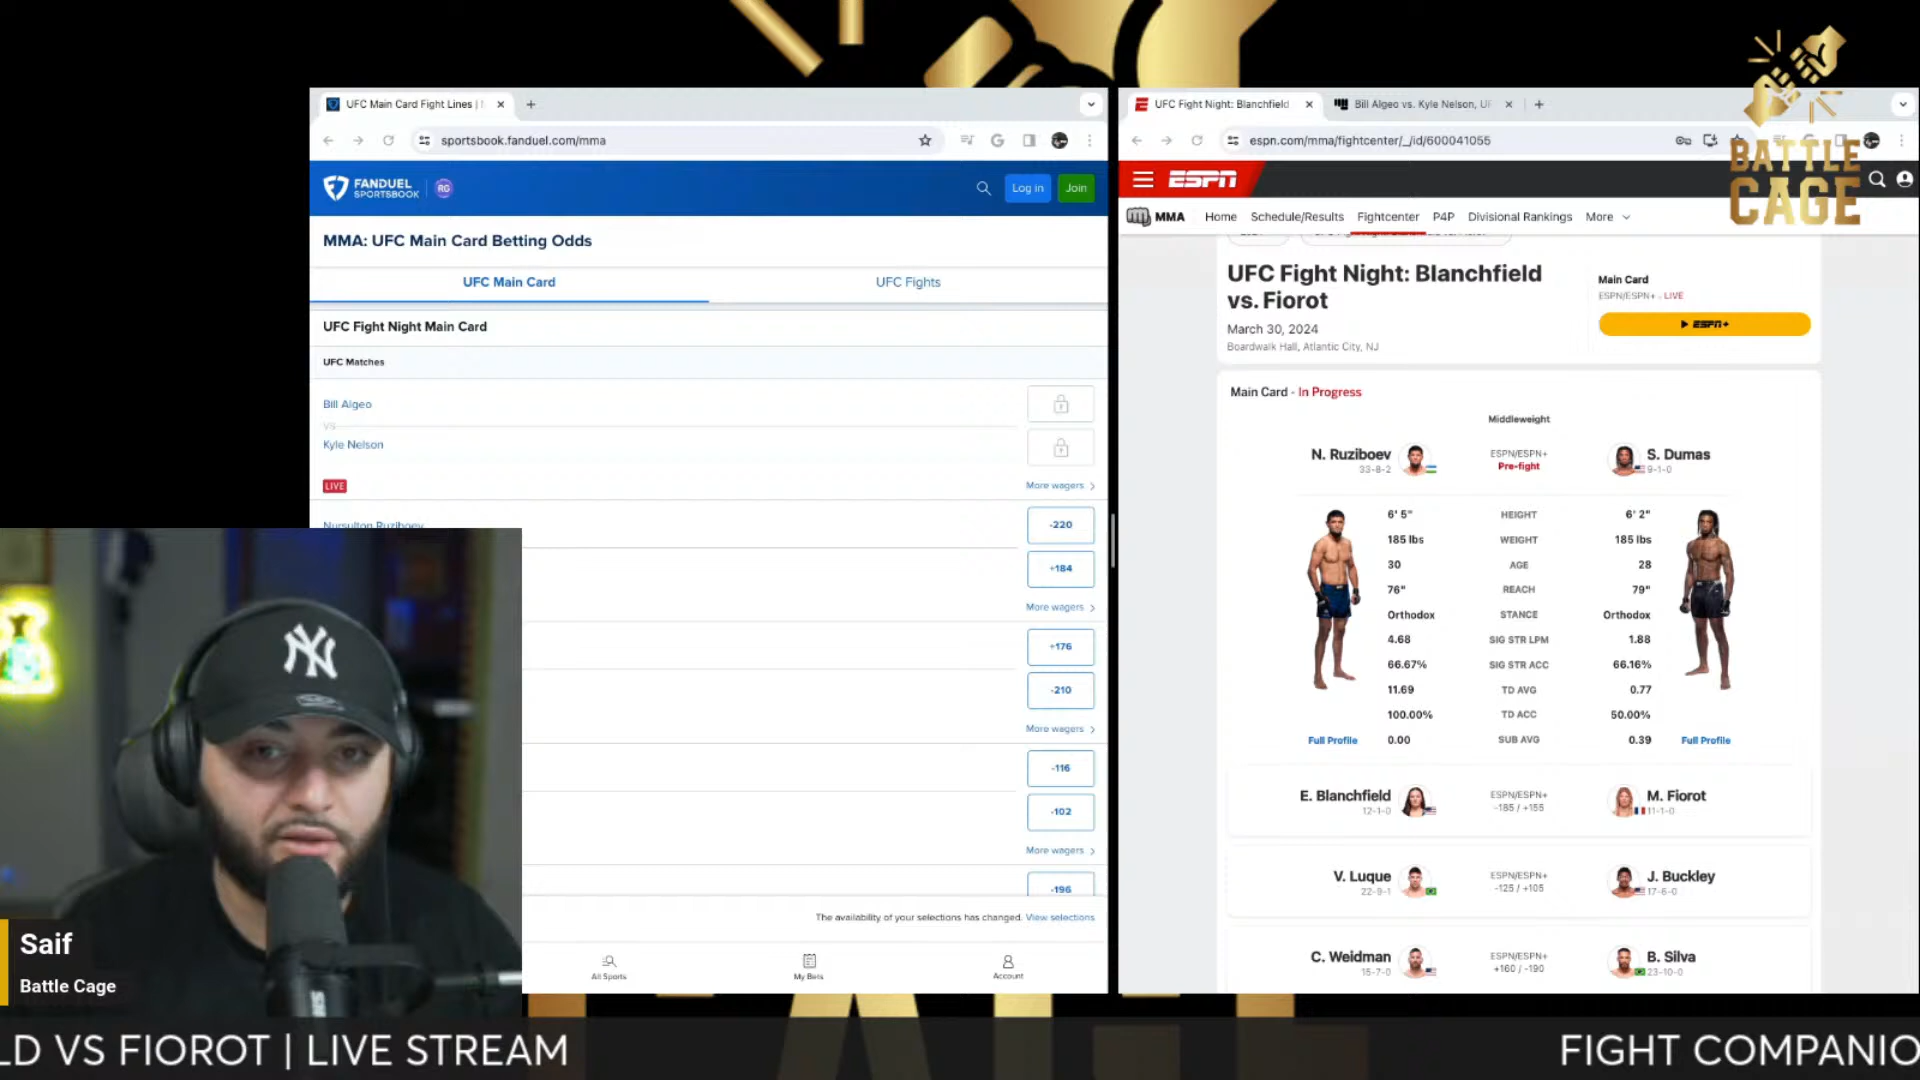 UFC Main Card Fight Lines |
sportsbook.fanduel.com/mma
FANDUEL
SPORTSBOOK
RG
Log in
Join
MMA: UFC Main Card Betting Odds
UFC Main Card
UFC Fights
UFC Fight Night Main Card
UFC Matches
Bill Algeo
VS
Kyle Nelson
LIVE
More wagers
Nursulton Ruziboev
-220
+184
More wagers
+176
-210
More wagers
-116
-102
More wagers
-196
The availability of your selections has changed. View selections
All Sports
My Bets
Account
UFC Fight Night: Blanchfield
Bill Algeo vs. Kyle Nelson, UF
espn.com/mma/fightcenter/_/id/600041055
BATTLE
CAGE
ESPN
MMA
Home
Schedule/Results
Fightcenter
P4P
Divisional Rankings
More
UFC Fight Night: Blanchfield
vs. Fiorot
March 30, 2024
Boardwalk Hall, Atlantic City, NJ
Main Card
ESPN/ESPN+ - LIVE
ESPN+
Main Card - In Progress
Middleweight
N. Ruziboev
33-8-2
ESPN/ESPN+
Pre-fight
S. Dumas
9-1-0
6' 5" HEIGHT 6' 2"
185 lbs WEIGHT 185 lbs
30 AGE 28
76" REACH 79"
Orthodox STANCE Orthodox
4.68 SIG STR LPM 1.88
66.67% SIG STR ACC 66.16%
11.69 TD AVG 0.77
100.00% TD ACC 50.00%
Full Profile 0.00 SUB AVG 0.39 Full Profile
E. Blanchfield
12-1-0
ESPN/ESPN+
-185 / +155
M. Fiorot
11-1-0
V. Luque
22-9-1
ESPN/ESPN+
-125 / +105
J. Buckley
17-6-0
C. Weidman
15-7-0
ESPN/ESPN+
+160 / -190
B. Silva
23-10-0
NY
Saif
Battle Cage
LD VS FIOROT | LIVE STREAM
FIGHT COMPANIO